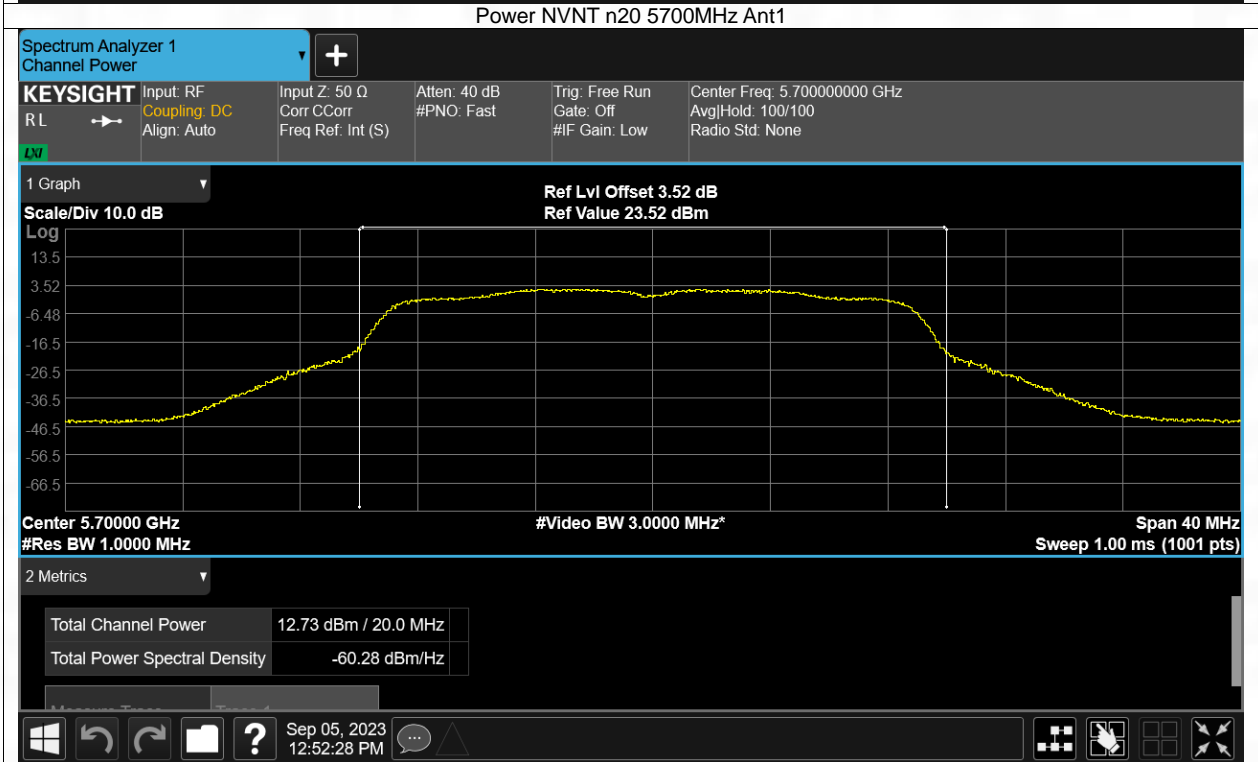 Power NVNT n20 5700MHz Ant1
Spectrum Analyzer 1
Channel Power
KEYSIGHT
RL
LXI
Input: RF
Coupling: DC
Align: Auto
Input Z: 50 Ω
Corr CCorr
Freq Ref: Int (S)
Atten: 40 dB
#PNO: Fast
Trig: Free Run
Gate: Off
#IF Gain: Low
Center Freq: 5.700000000 GHz
Avg|Hold: 100/100
Radio Std: None
1 Graph
Scale/Div 10.0 dB
Ref Lvl Offset 3.52 dB
Ref Value 23.52 dBm
Log
13.5
3.52
-6.48
-16.5
-26.5
-36.5
-46.5
-56.5
-66.5
Center 5.70000 GHz
#Video BW 3.0000 MHz*
Span 40 MHz
#Res BW 1.0000 MHz
Sweep 1.00 ms (1001 pts)
2 Metrics
Total Channel Power 12.73 dBm / 20.0 MHz
Total Power Spectral Density -60.28 dBm/Hz
?
Sep 05, 2023
12:52:28 PM